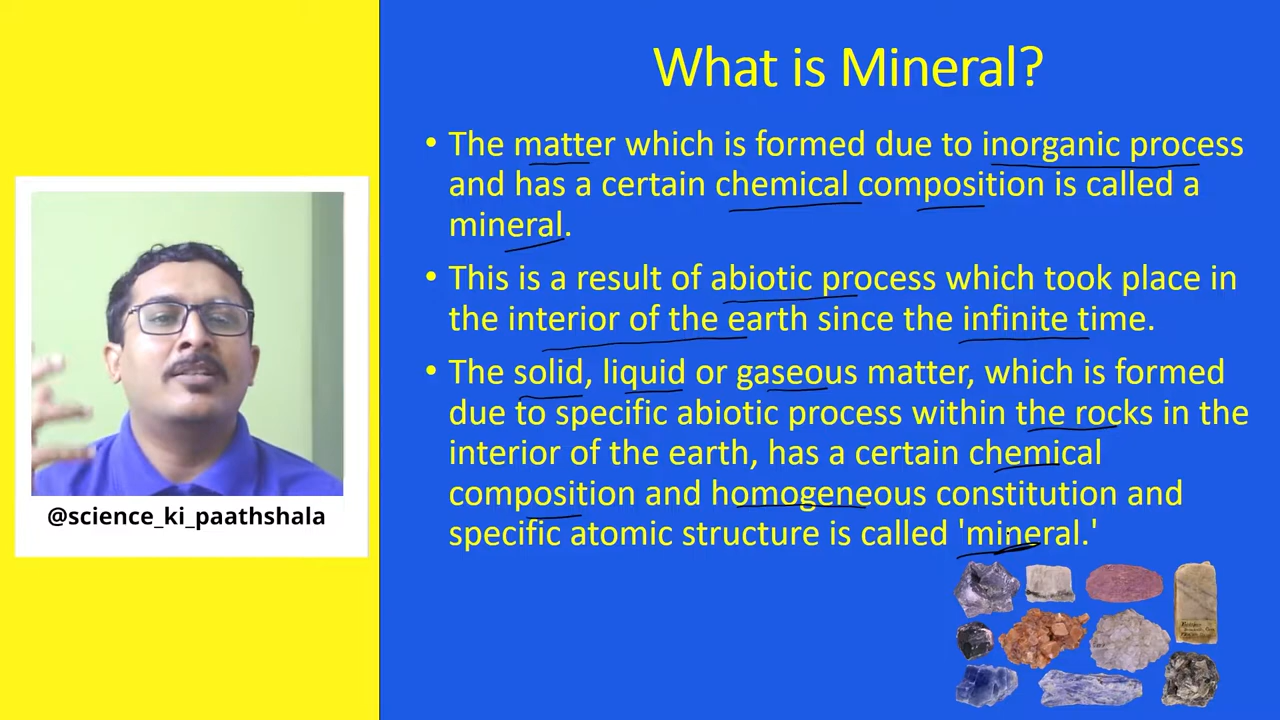 What is Mineral?
• The matter which is formed due to inorganic process
and has a certain chemical composition is called a
mineral.
• This is a result of abiotic process which took place in
the interior of the earth since the infinite time.
• The solid, liquid or gaseous matter, which is formed
due to specific abiotic process within the rocks in the
interior of the earth, has a certain chemical
composition and homogeneous constitution and
specific atomic structure is called 'mineral.'
@science_ki_paathshala